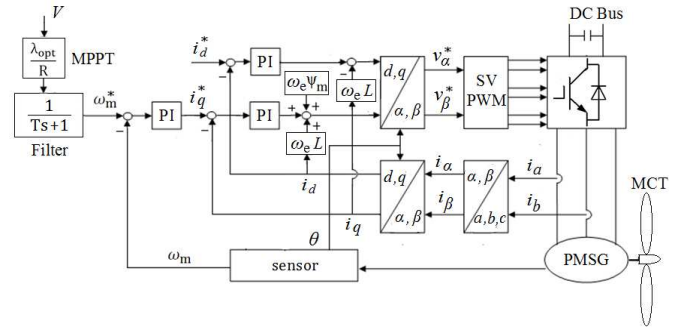 V
DC Bus
λopt
R
MPPT
i*d
PI
d,q
α, β
v*α
v*β
SV
PWM
ωeψm
ωeL
1
Ts+1
Filter
ω*m
PI
i*q
PI
ωeL
id
iq
d,q
α, β
iα
iβ
α, β
a,b,c
ia
ib
MCT
θ
ωm
sensor
PMSG